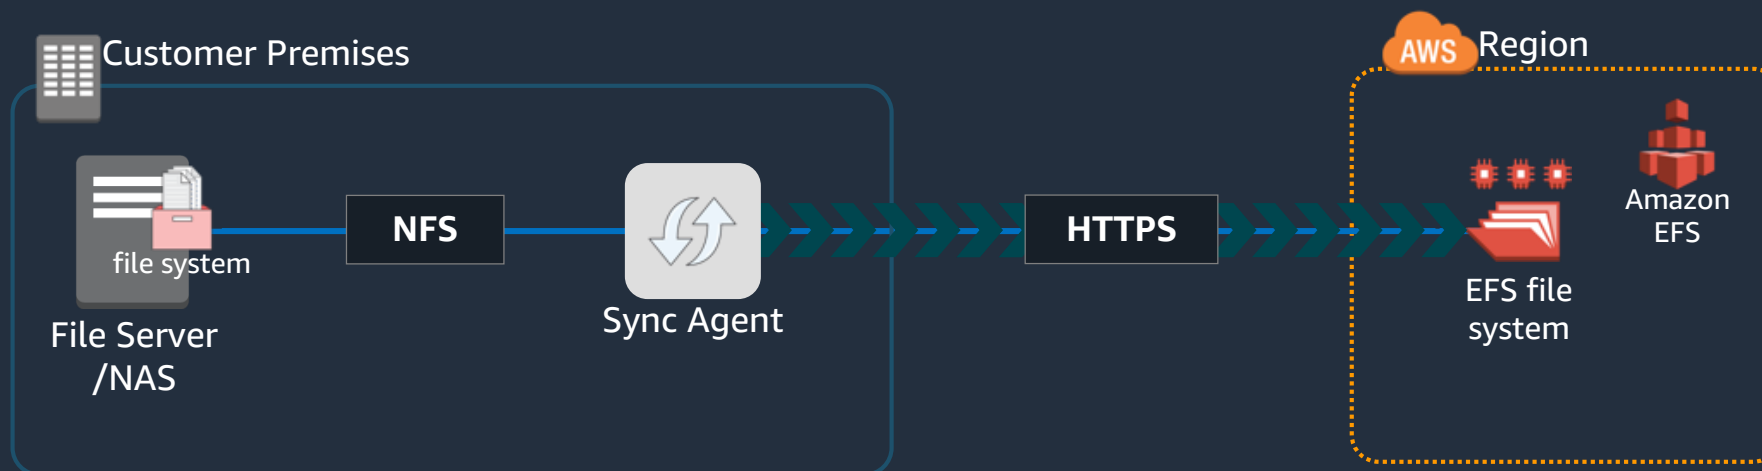 Customer Premises
AWS Region
NFS
HTTPS
file system
File Server
/NAS
Sync Agent
EFS file
system
Amazon
EFS